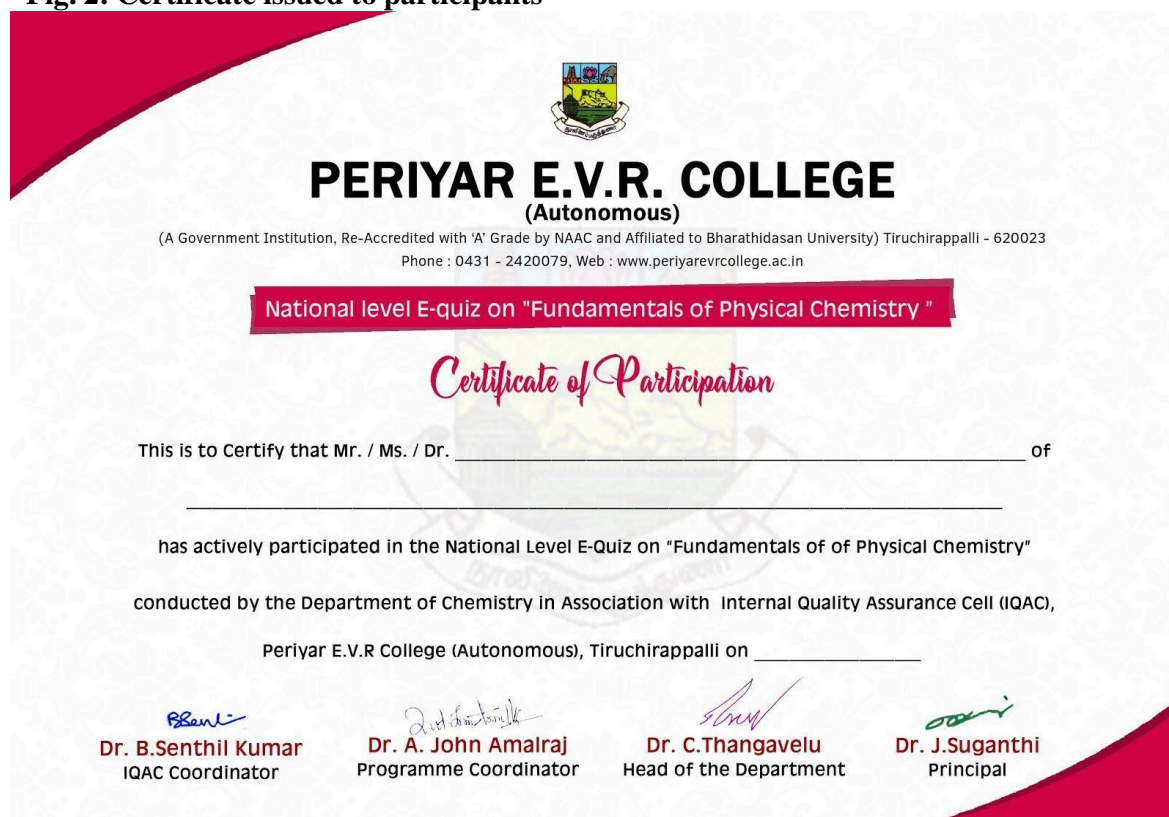 Fig. 2: Certificate issued to participants
PERIYAR E.V.R. COLLEGE
(Autonomous)
(A Government Institution, Re-Accredited with 'A' Grade by NAAC and Affiliated to Bharathidasan University) Tiruchirappalli - 620023
Phone : 0431 - 2420079, Web : www.periyarevrcollege.ac.in
National level E-quiz on "Fundamentals of Physical Chemistry "
Certificate of Participation
This is to Certify that Mr. / Ms. / Dr. ____________________ of
____________________
has actively participated in the National Level E-Quiz on "Fundamentals of of Physical Chemistry"
conducted by the Department of Chemistry in Association with Internal Quality Assurance Cell (IQAC),
Periyar E.V.R College (Autonomous), Tiruchirappalli on ____________________
Dr. B.Senthil Kumar
IQAC Coordinator
Dr. A. John Amalraj
Programme Coordinator
Dr. C.Thangavelu
Head of the Department
Dr. J.Suganthi
Principal